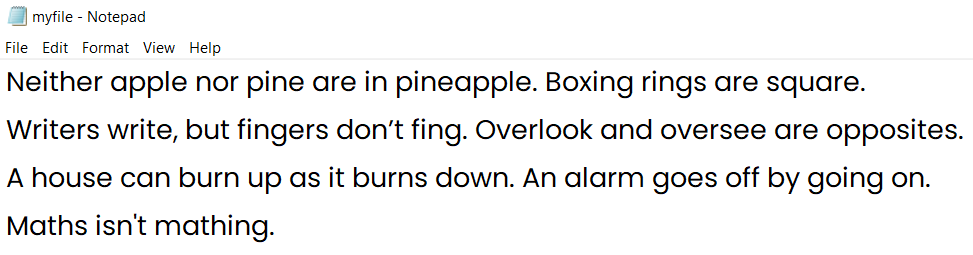 myfile - Notepad
File Edit Format View Help
Neither apple nor pine are in pineapple. Boxing rings are square.
Writers write, but fingers don’t fing. Overlook and oversee are opposites.
A house can burn up as it burns down. An alarm goes off by going on.
Maths isn't mathing.